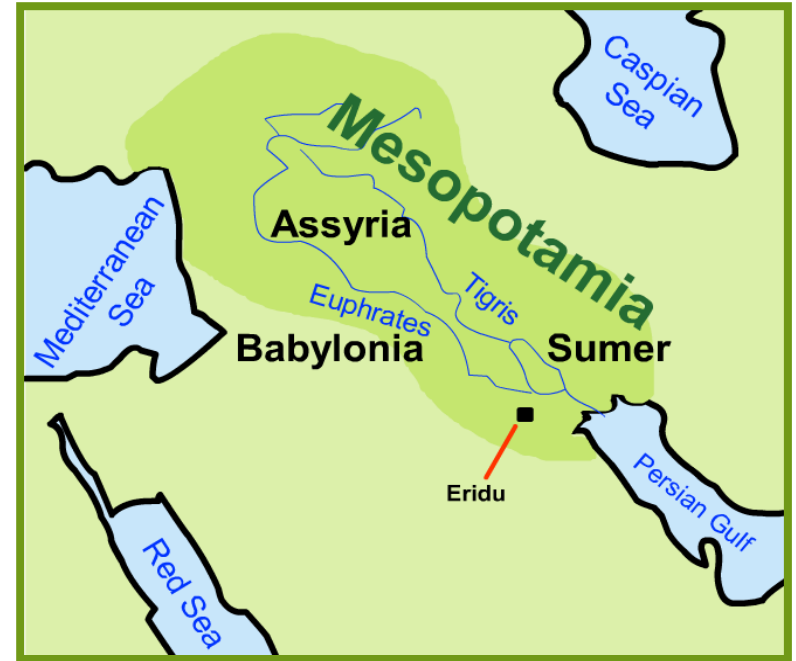 Caspian
Sea
Mesopotamia
Assyria
Mediterranean
Sea
Tigris
Euphrates
Babylonia
Sumer
Eridu
Persian Gulf
Red Sea